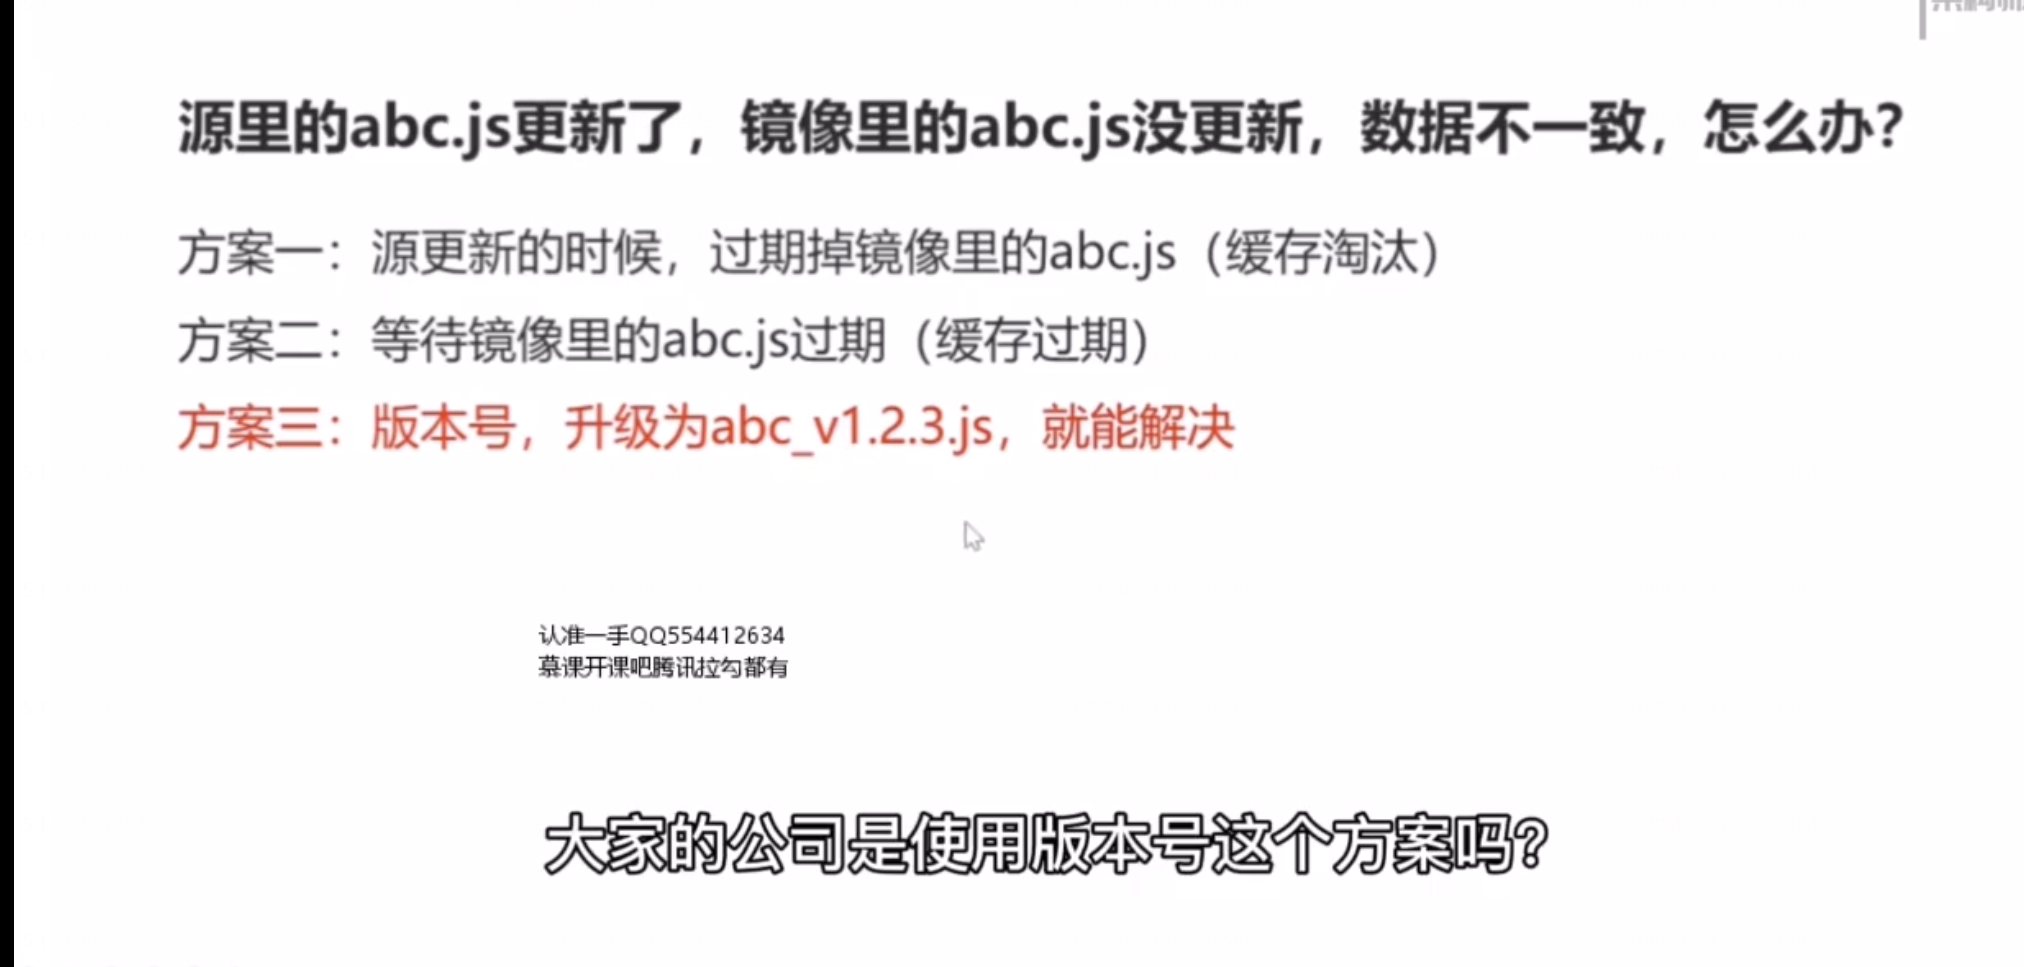 源里的abc.js更新了，镜像里的abc.js没更新，数据不一致，怎么办？
方案一：源更新的时候，过期掉镜像里的abc.js（缓存淘汰）
方案二：等待镜像里的abc.js过期（缓存过期）
方案三：版本号，升级为abc_v1.2.3.js，就能解决
认准一手QQ554412634
慕课开课吧腾讯拉勾都有
大家的公司是使用版本号这个方案吗？